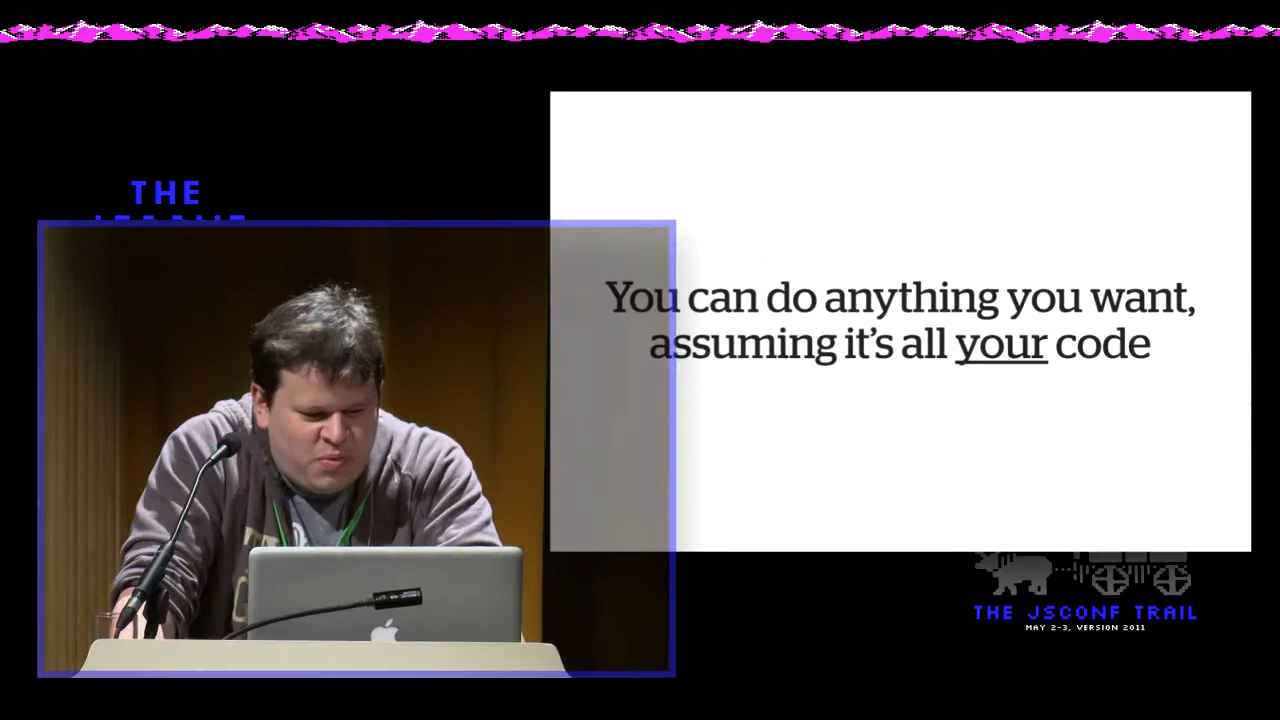 THE
You can do anything you want,
assuming it's all your code
THE JSCONF TRAIL
MAY 2-3, VERSION 2011